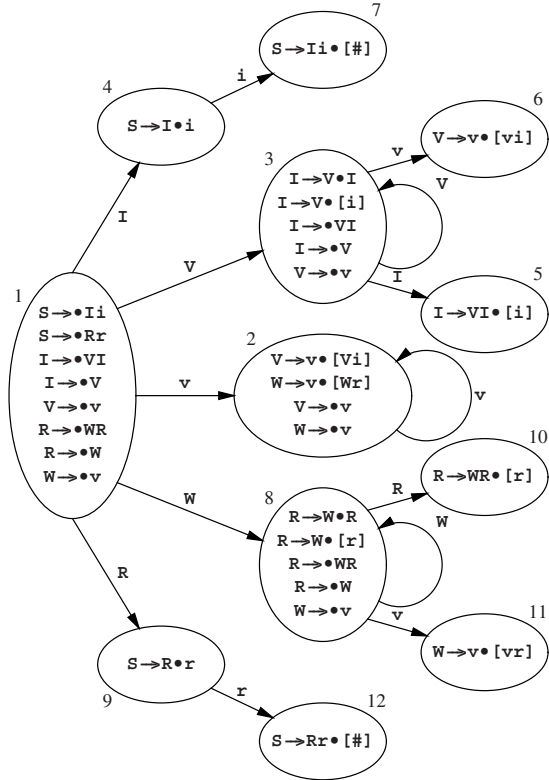 7
S→Ii•[#]
i
4
S→I•i
I
6
V→v•[vi]
v
3
I→V•I
I→V•[i]
I→•VI
I→•V
V→•v
V
V
I
5
I→VI•[i]
1
S→•Ii
S→•Rr
I→•VI
I→•V
V→•v
R→•WR
R→•W
W→•v
v
2
V→v•[Vi]
W→v•[Wr]
V→•v
W→•v
v
W
8
R→W•R
R→W•[r]
R→•WR
R→•W
W→•v
R
10
R→WR•[r]
W
v
11
W→v•[vr]
R
S→R•r
9
r
12
S→Rr•[#]